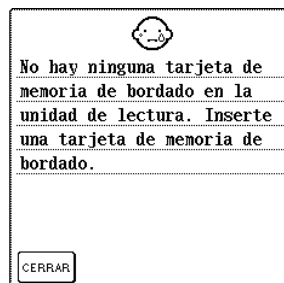 No hay ninguna tarjeta de
memoria de bordado en la
unidad de lectura. Inserte
una tarjeta de memoria de
bordado.
CERRAR